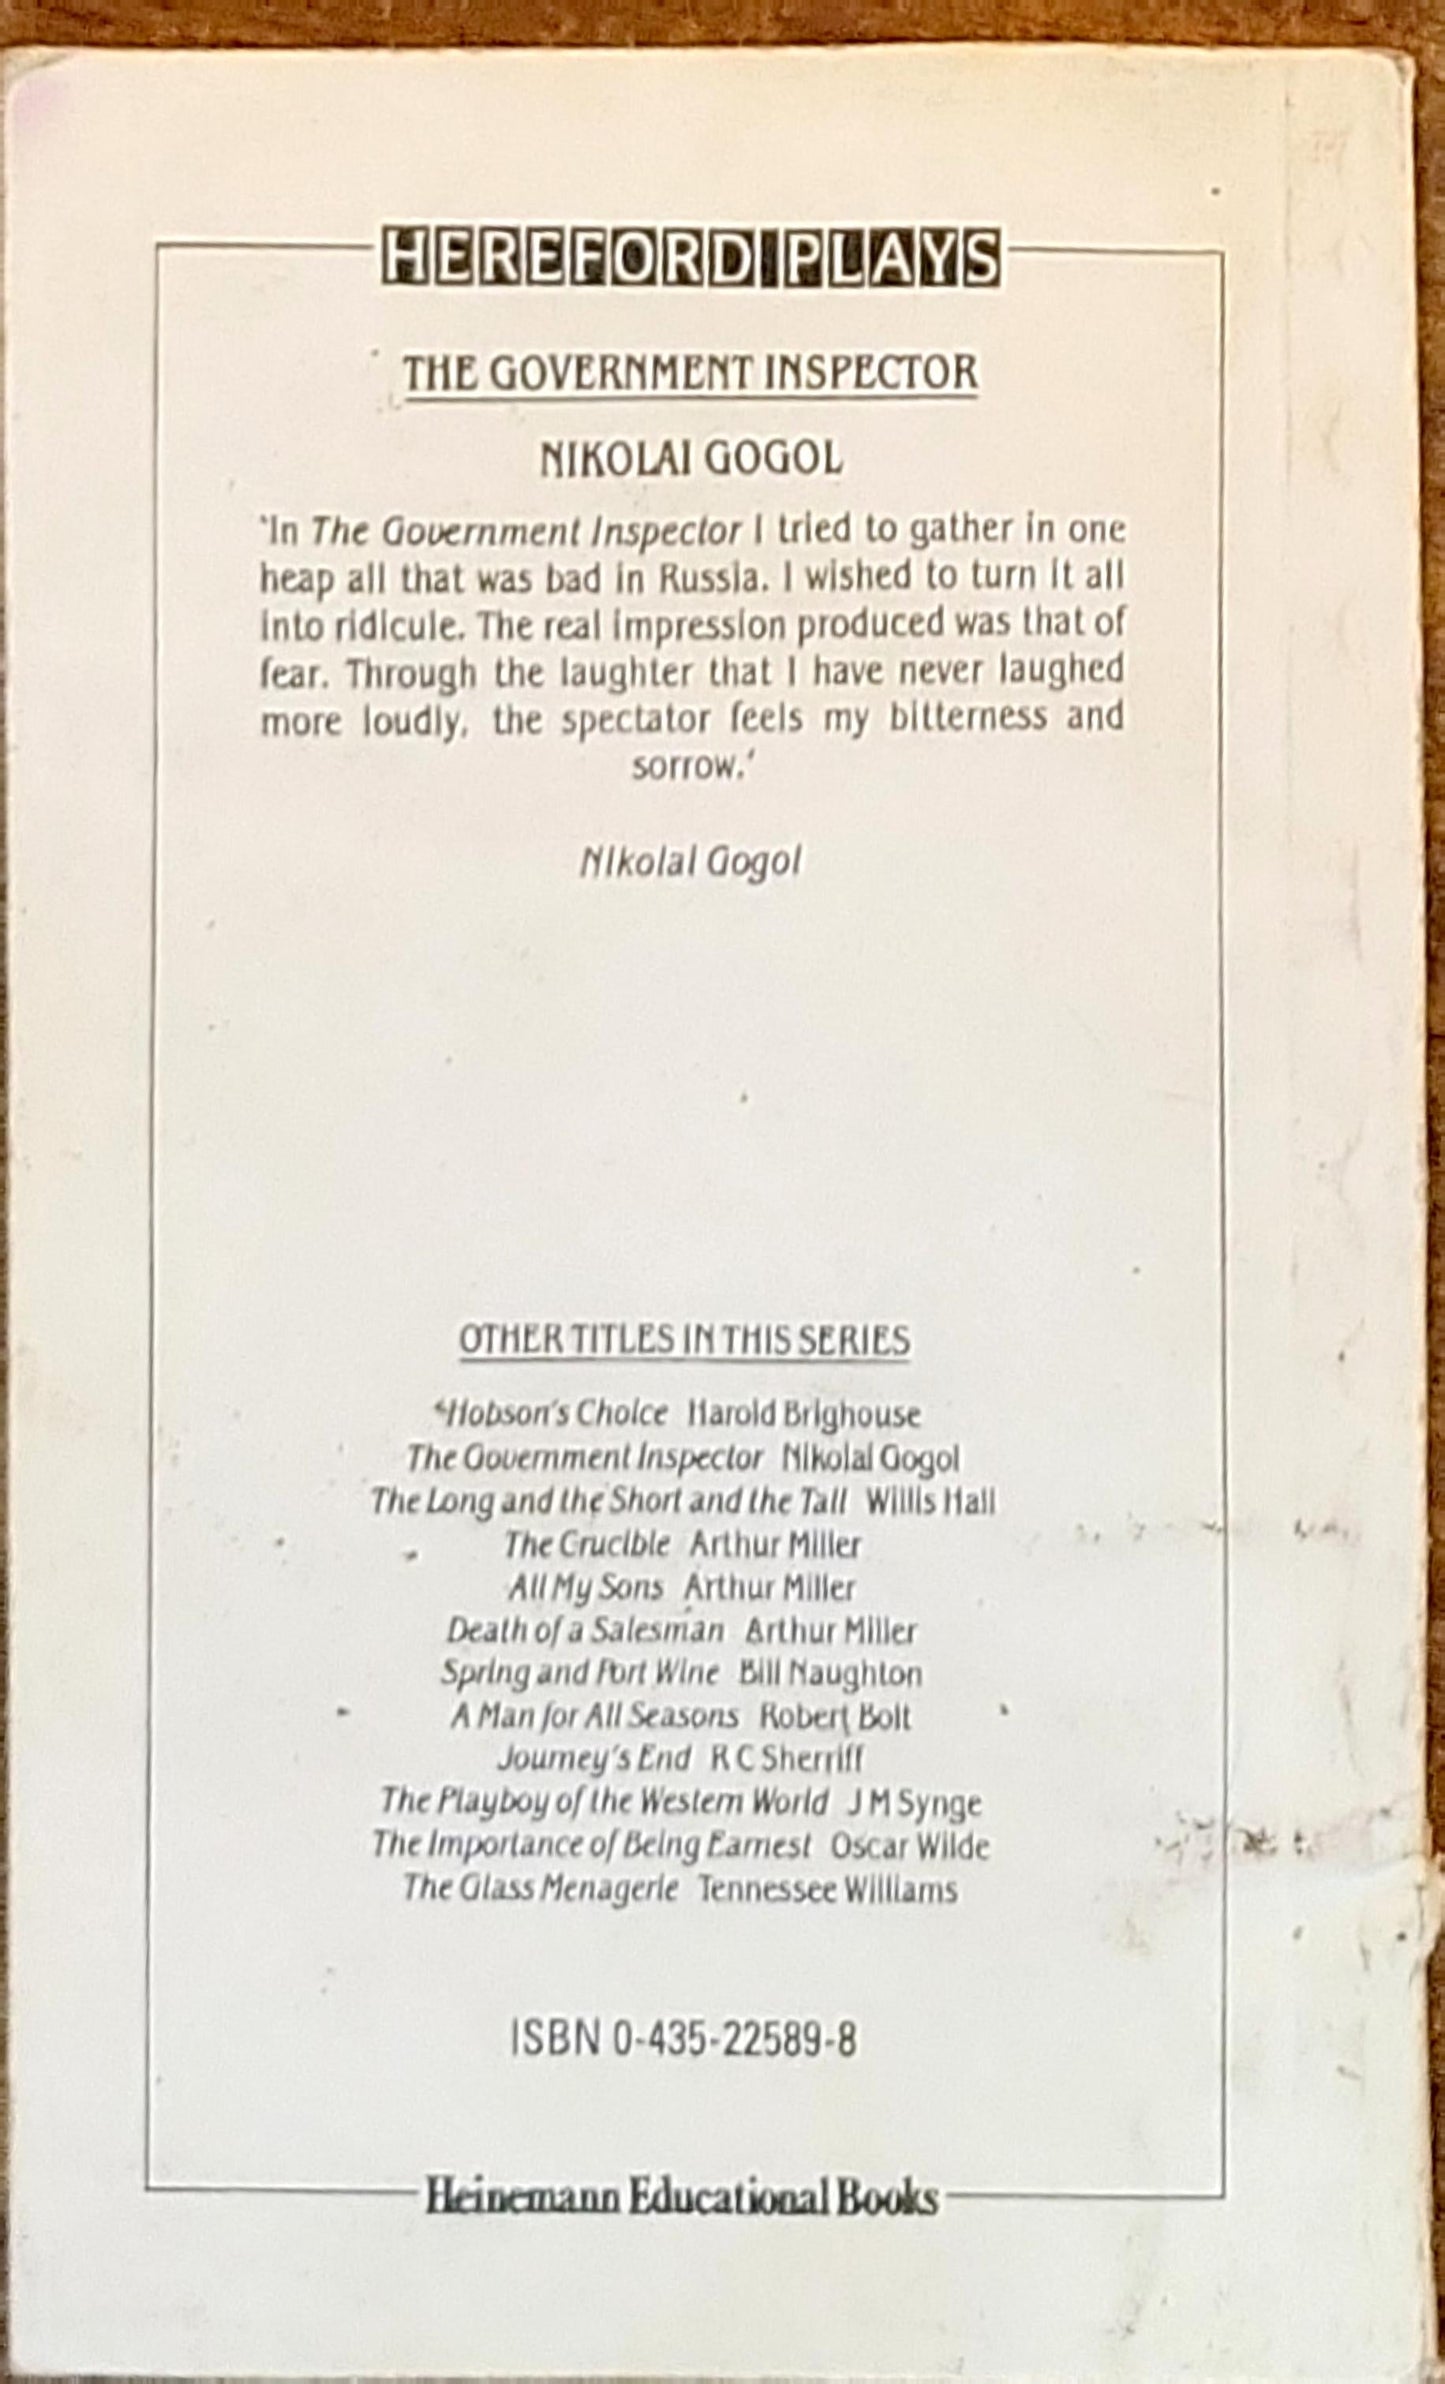 HEREFORD PLAYS
THE GOVERNMENT INSPECTOR
NIKOLAI GOGOL
'In The Government Inspector I tried to gather in one
heap all that was bad in Russia. I wished to turn it all
into ridicule. The real impression produced was that of
fear. Through the laughter that I have never laughed
more loudly, the spectator feels my bitterness and
sorrow.'
Nikolai Gogol
OTHER TITLES IN THIS SERIES
Hobson's Choice Harold Brighouse
The Government Inspector Nikolai Gogol
The Long and the Short and the Tall Willis Hall
The Crucible Arthur Miller
All My Sons Arthur Miller
Death of a Salesman Arthur Miller
Spring and Port Wine Bill Naughton
A Man for All Seasons Robert Bolt
Journey's End R C Sherriff
The Playboy of the Western World J M Synge
The Importance of Being Earnest Oscar Wilde
The Glass Menagerie Tennessee Williams
ISBN 0-435-22589-8
Heinemann Educational Books